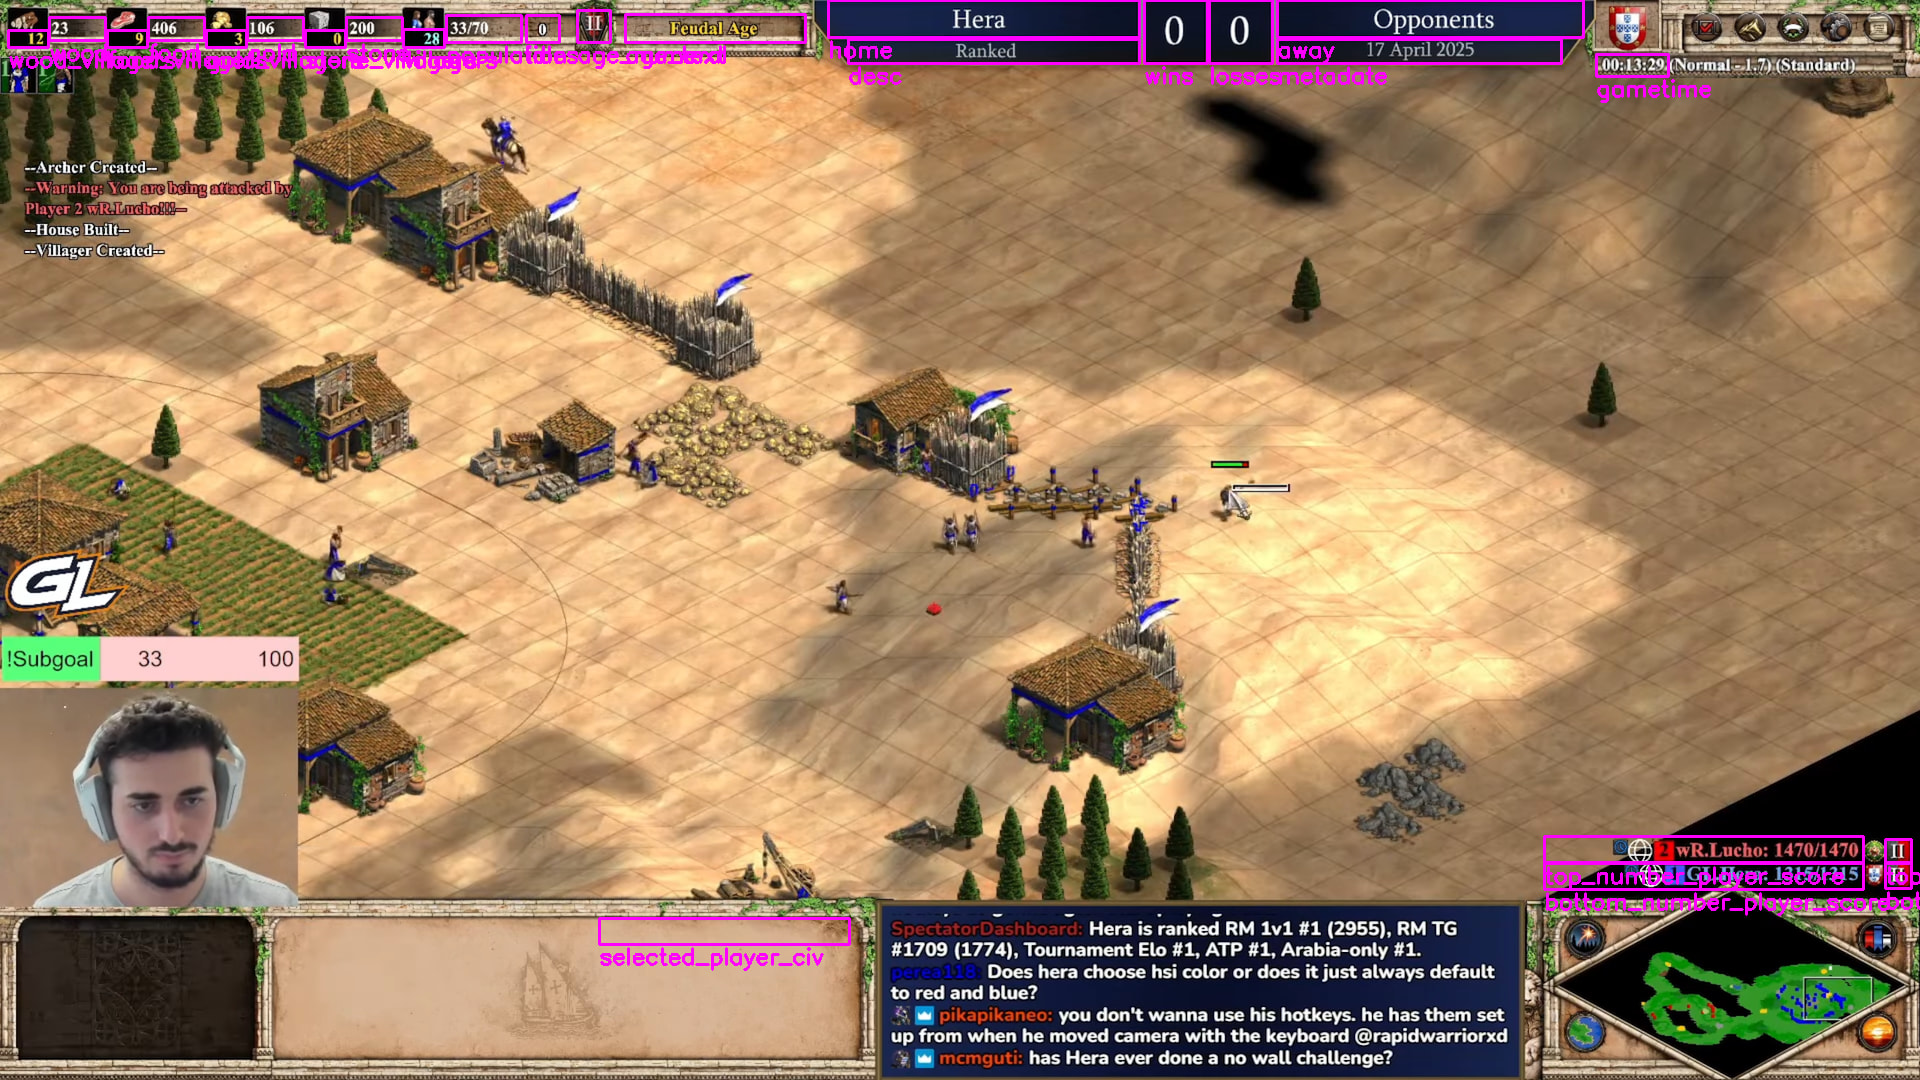 23 406 106 200 33/70 0 II Feudal Age
12 9 3 0 28
Hera 0 0 Opponents
Ranked 17 April 2025
home away
desc wins losses metadate
00:13:29 (Normal - 1.7) (Standard)
gametime
--Archer Created--
--Warning: You are being attacked by
Player 2 wR.Lucho!!!--
--House Built--
--Villager Created--
GL
!Subgoal 33 100
2 wR.Lucho: 1470/1470 II
top_number_player_score
bottom_number_player_score
selected_player_civ
SpectatorDashboard: Hera is ranked RM 1v1 #1 (2955), RM TG
#1709 (1774), Tournament Elo #1, ATP #1, Arabia-only #1.
perea118: Does hera choose hsi color or does it just always default
to red and blue?
pikapikaneo: you don't wanna use his hotkeys. he has them set
up from when he moved camera with the keyboard @rapidwarriorxd
mcmguti: has Hera ever done a no wall challenge?